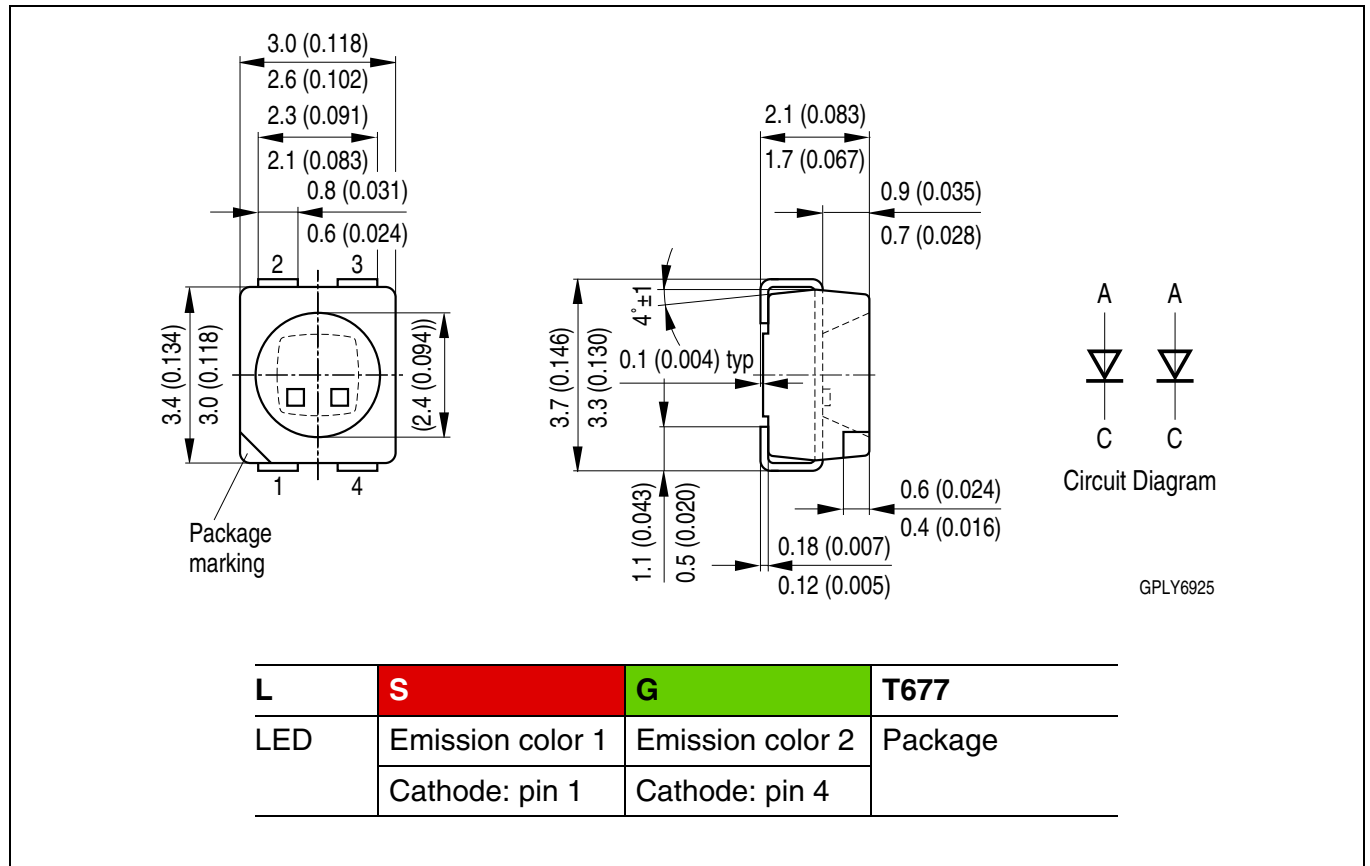 3.0 (0.118)
2.6 (0.102)
2.3 (0.091)
2.1 (0.083)
0.8 (0.031)
0.6 (0.024)
2
3
3.4 (0.134)
3.0 (0.118)
(2.4 (0.094))
1
4
Package
marking
2.1 (0.083)
1.7 (0.067)
0.9 (0.035)
0.7 (0.028)
4˚±1
0.1 (0.004) typ
3.7 (0.146)
3.3 (0.130)
1.1 (0.043)
0.5 (0.020)
0.6 (0.024)
0.4 (0.016)
0.18 (0.007)
0.12 (0.005)
A A
C C
Circuit Diagram
GPLY6925
L S G T677
LED Emission color 1 Emission color 2 Package
Cathode: pin 1 Cathode: pin 4